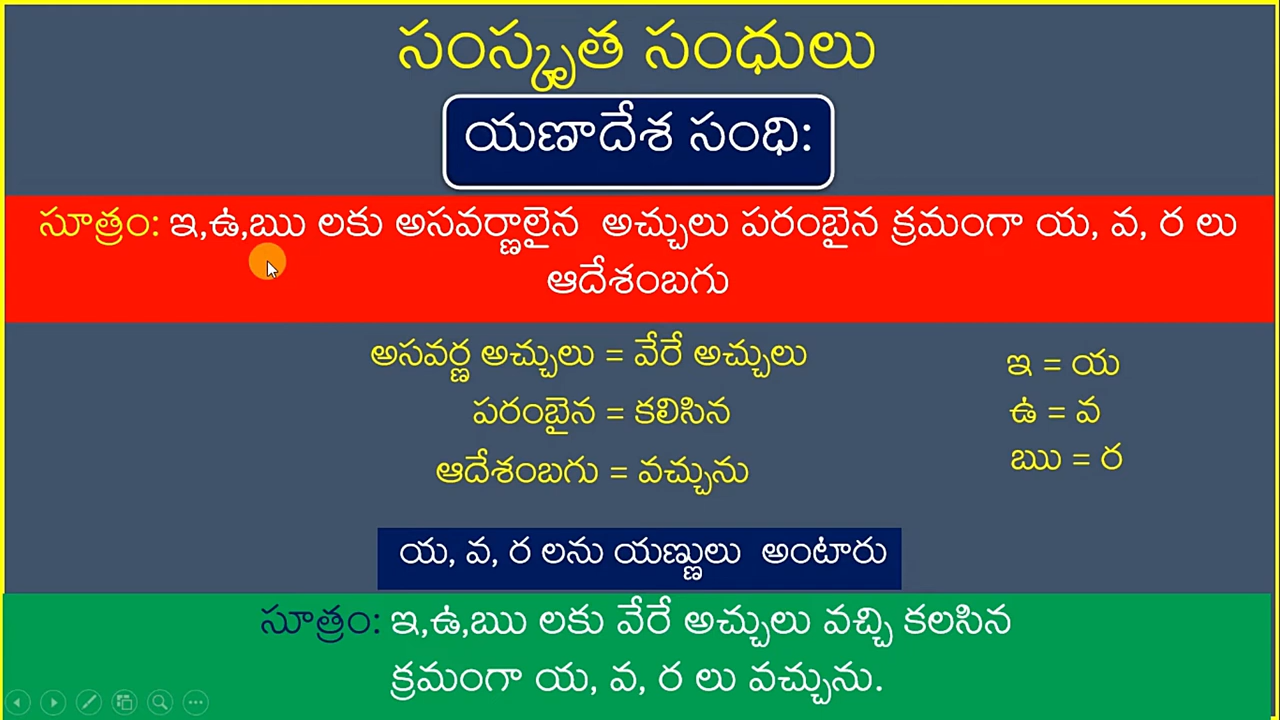 సంస్కృత సంధులు
యణాదేశ సంధి:
సూత్రం: ఇ,ఉ,ఋ లకు అసవర్ణాలైన అచ్చులు పరంబైన క్రమంగా య, వ, ర లు
ఆదేశంబగు
అసవర్ణ అచ్చులు = వేరే అచ్చులు
పరంబైన = కలిసిన
ఆదేశంబగు = వచ్చును
ఇ = య
ఉ = వ
ఋ = ర
య, వ, ర లను యణ్ణులు అంటారు
సూత్రం: ఇ,ఉ,ఋ లకు వేరే అచ్చులు వచ్చి కలసిన
క్రమంగా య, వ, ర లు వచ్చును.